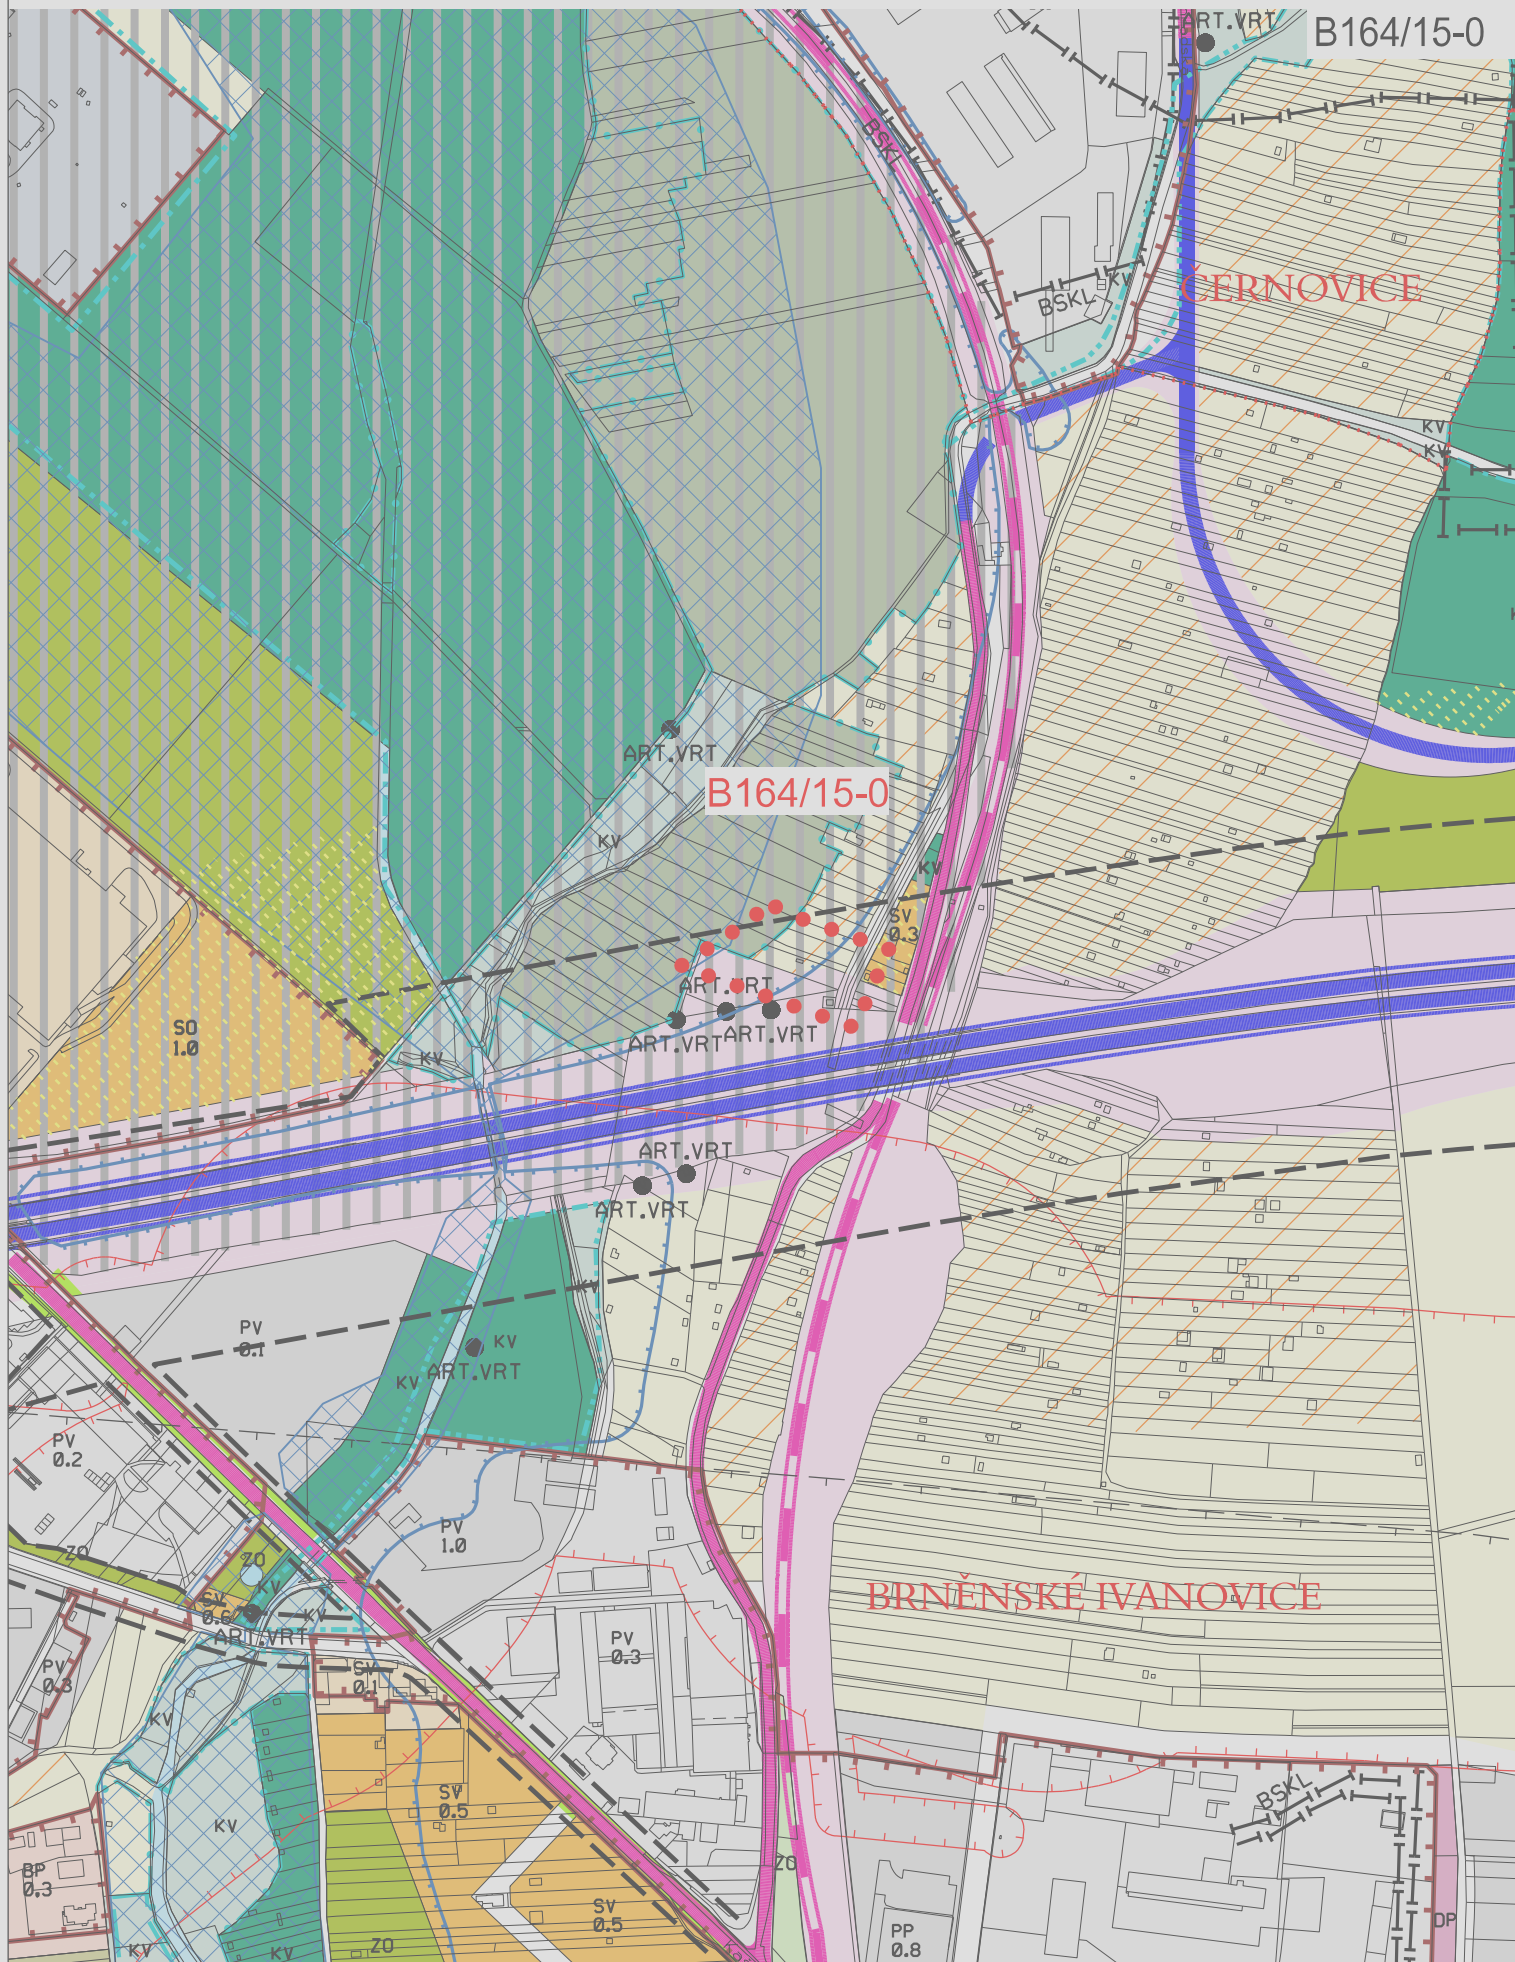 ART.VRT
B164/15-0
BSKL
ČERNOVICE
KV
BSKL
KV
KV
ART.VRT
B164/15-0
KV
KV
SV
0.3
ART.VRT
SO
1.0
ART.VRT
ART.VRT
KV
ART.VRT
ART.VRT
KV
PV
0.1
KV
ART.VRT
KV
PV
0.2
PV
1.0
ZO
ZO
KV
SV
0.6
KV
ART.VRT
BRNĚNSKÉ IVANOVICE
PV
0.3
PV
0.3
SV
0.1
KV
BSKL
SV
0.5
KV
ZO
BP
0.3
SV
0.5
OP
PP
0.8
ZO
KV
KV